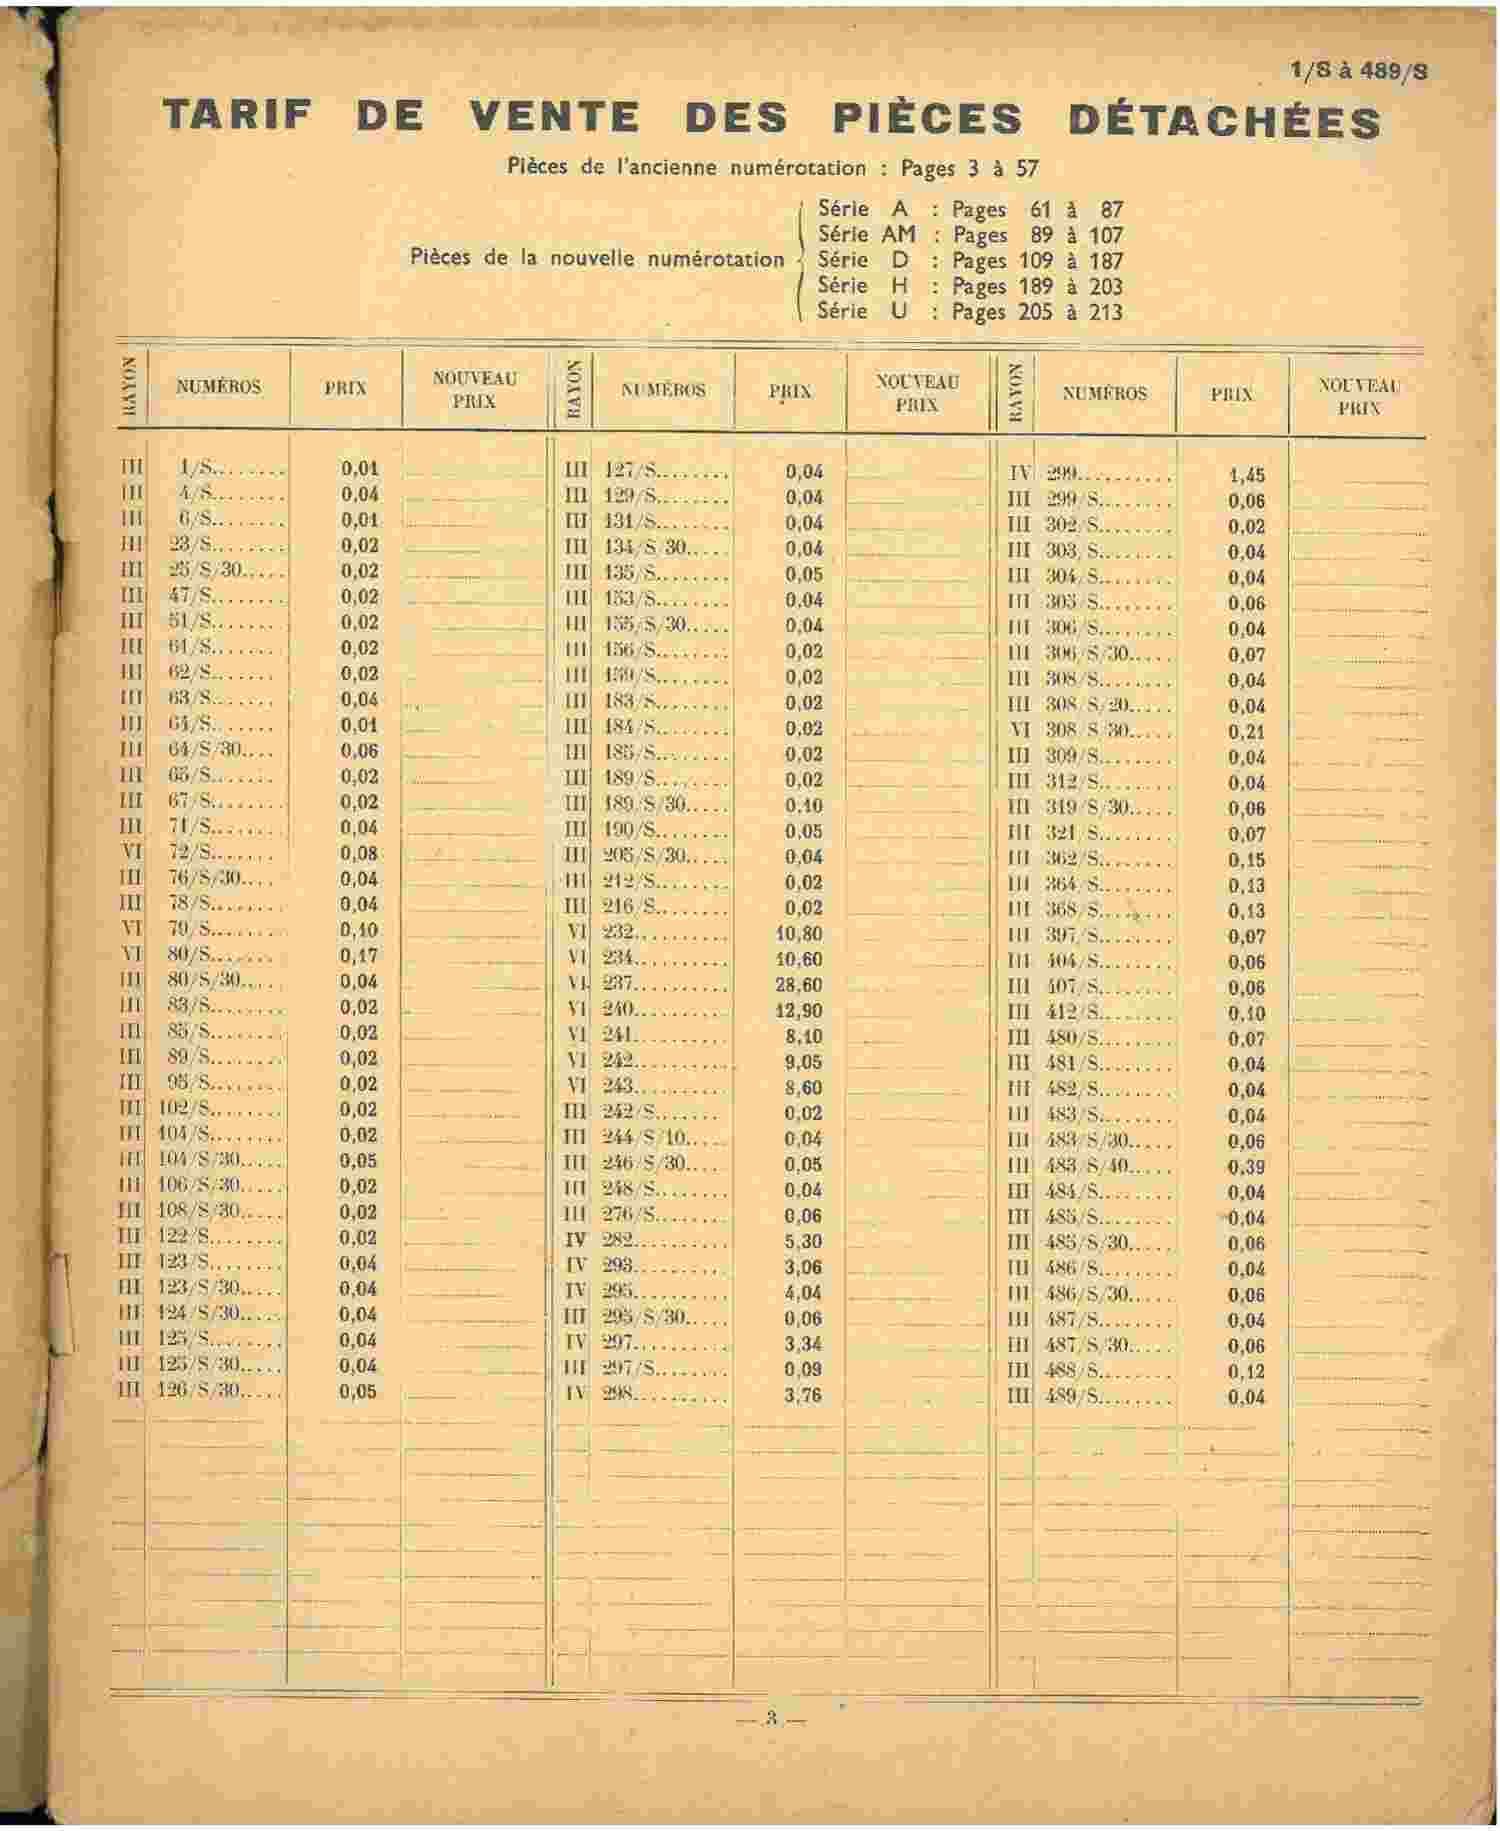 1/S à 489/S
TARIF DE VENTE DES PIÈCES DÉTACHÉES
Pièces de l'ancienne numérotation : Pages 3 à 57
Pièces de la nouvelle numérotation
Série A : Pages 61 à 87
Série AM : Pages 89 à 107
Série D : Pages 109 à 187
Série H : Pages 189 à 203
Série U : Pages 205 à 213
RAYON NUMÉROS PRIX NOUVEAU PRIX RAYON NUMÉROS PRIX NOUVEAU PRIX RAYON NUMÉROS PRIX NOUVEAU PRIX
III 1/S........ 0,01 III 127/S........ 0,04 IV 299.......... 1,45
III 4/S........ 0,04 III 129/S........ 0,04 III 299/S........ 0,06
III 6/S........ 0,01 III 131/S........ 0,04 III 302/S........ 0,02
III 23/S........ 0,02 III 134/S/30..... 0,04 III 303/S........ 0,04
III 25/S/30..... 0,02 III 135/S........ 0,05 III 304/S........ 0,04
III 47/S........ 0,02 III 153/S........ 0,04 III 305/S........ 0,06
III 51/S........ 0,02 III 155/S/30..... 0,04 III 306/S........ 0,04
III 61/S........ 0,02 III 156/S........ 0,02 III 306/S/30..... 0,07
III 62/S....... 0,02 III 159/S........ 0,02 III 308/S........ 0,04
III 63/S....... 0,04 III 183/S........ 0,02 III 308/S/20..... 0,04
III 64/S....... 0,01 III 184/S........ 0,02 VI 308/S/30..... 0,21
III 64/S/30.... 0,06 III 185/S........ 0,02 III 309/S........ 0,04
III 65/S....... 0,02 III 189/S........ 0,02 III 312/S........ 0,04
III 67/S........ 0,02 III 189/S/30..... 0,10 III 319/S/30..... 0,06
III 71/S........ 0,04 III 190/S........ 0,05 III 321/S........ 0,07
VI 72/S....... 0,08 III 205/S/30..... 0,04 III 362/S........ 0,15
III 76/S/30.... 0,04 III 212/S........ 0,02 III 364/S........ 0,13
III 78/S........ 0,04 III 216/S........ 0,02 III 368/S........ 0,13
VI 79/S........ 0,10 VI 232.......... 10,80 III 397/S........ 0,07
VI 80/S....... 0,17 VI 234.......... 10,60 III 404/S........ 0,06
III 80/S/30..... 0,04 VI 237.......... 28,60 III 407/S........ 0,06
III 83/S........ 0,02 VI 240.......... 12,90 III 412/S........ 0,10
III 85/S........ 0,02 VI 241.......... 8,10 III 480/S........ 0,07
III 89/S........ 0,02 VI 242.......... 9,05 III 481/S........ 0,04
III 95/S........ 0,02 VI 243.......... 8,60 III 482/S........ 0,04
III 102/S........ 0,02 III 242/S....... 0,02 III 483/S........ 0,04
III 104/S........ 0,02 III 244/S/10..... 0,04 III 483/S/30..... 0,06
III 104/S/30..... 0,05 III 246/S/30.... 0,05 III 483/S/40..... 0,39
III 106/S/30..... 0,02 III 248/S........ 0,04 III 484/S........ 0,04
III 108/S/30..... 0,02 III 276/S........ 0,06 III 485/S........ 0,04
III 122/S........ 0,02 IV 282.......... 5,30 III 485/S/30..... 0,06
III 123/S........ 0,04 IV 293.......... 3,06 III 486/S........ 0,04
III 123/S/30..... 0,04 IV 295.......... 4,04 III 486/S/30..... 0,06
III 124/S/30..... 0,04 III 295/S/30..... 0,06 III 487/S........ 0,04
III 125/S........ 0,04 IV 297.......... 3,34 III 487/S/30..... 0,06
III 125/S/30..... 0,04 III 297/S........ 0,09 III 488/S........ 0,12
III 126/S/30..... 0,05 IV 298.......... 3,76 III 489/S........ 0,04
— 3 —